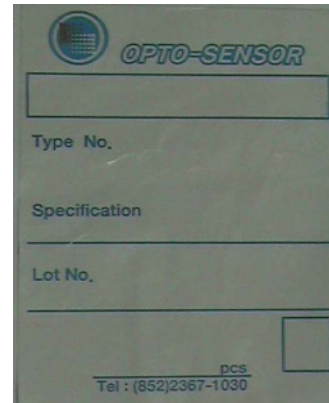 OPTO-SENSOR
Type No.
Specification
Lot No.
pcs
Tel : (852)2367-1030